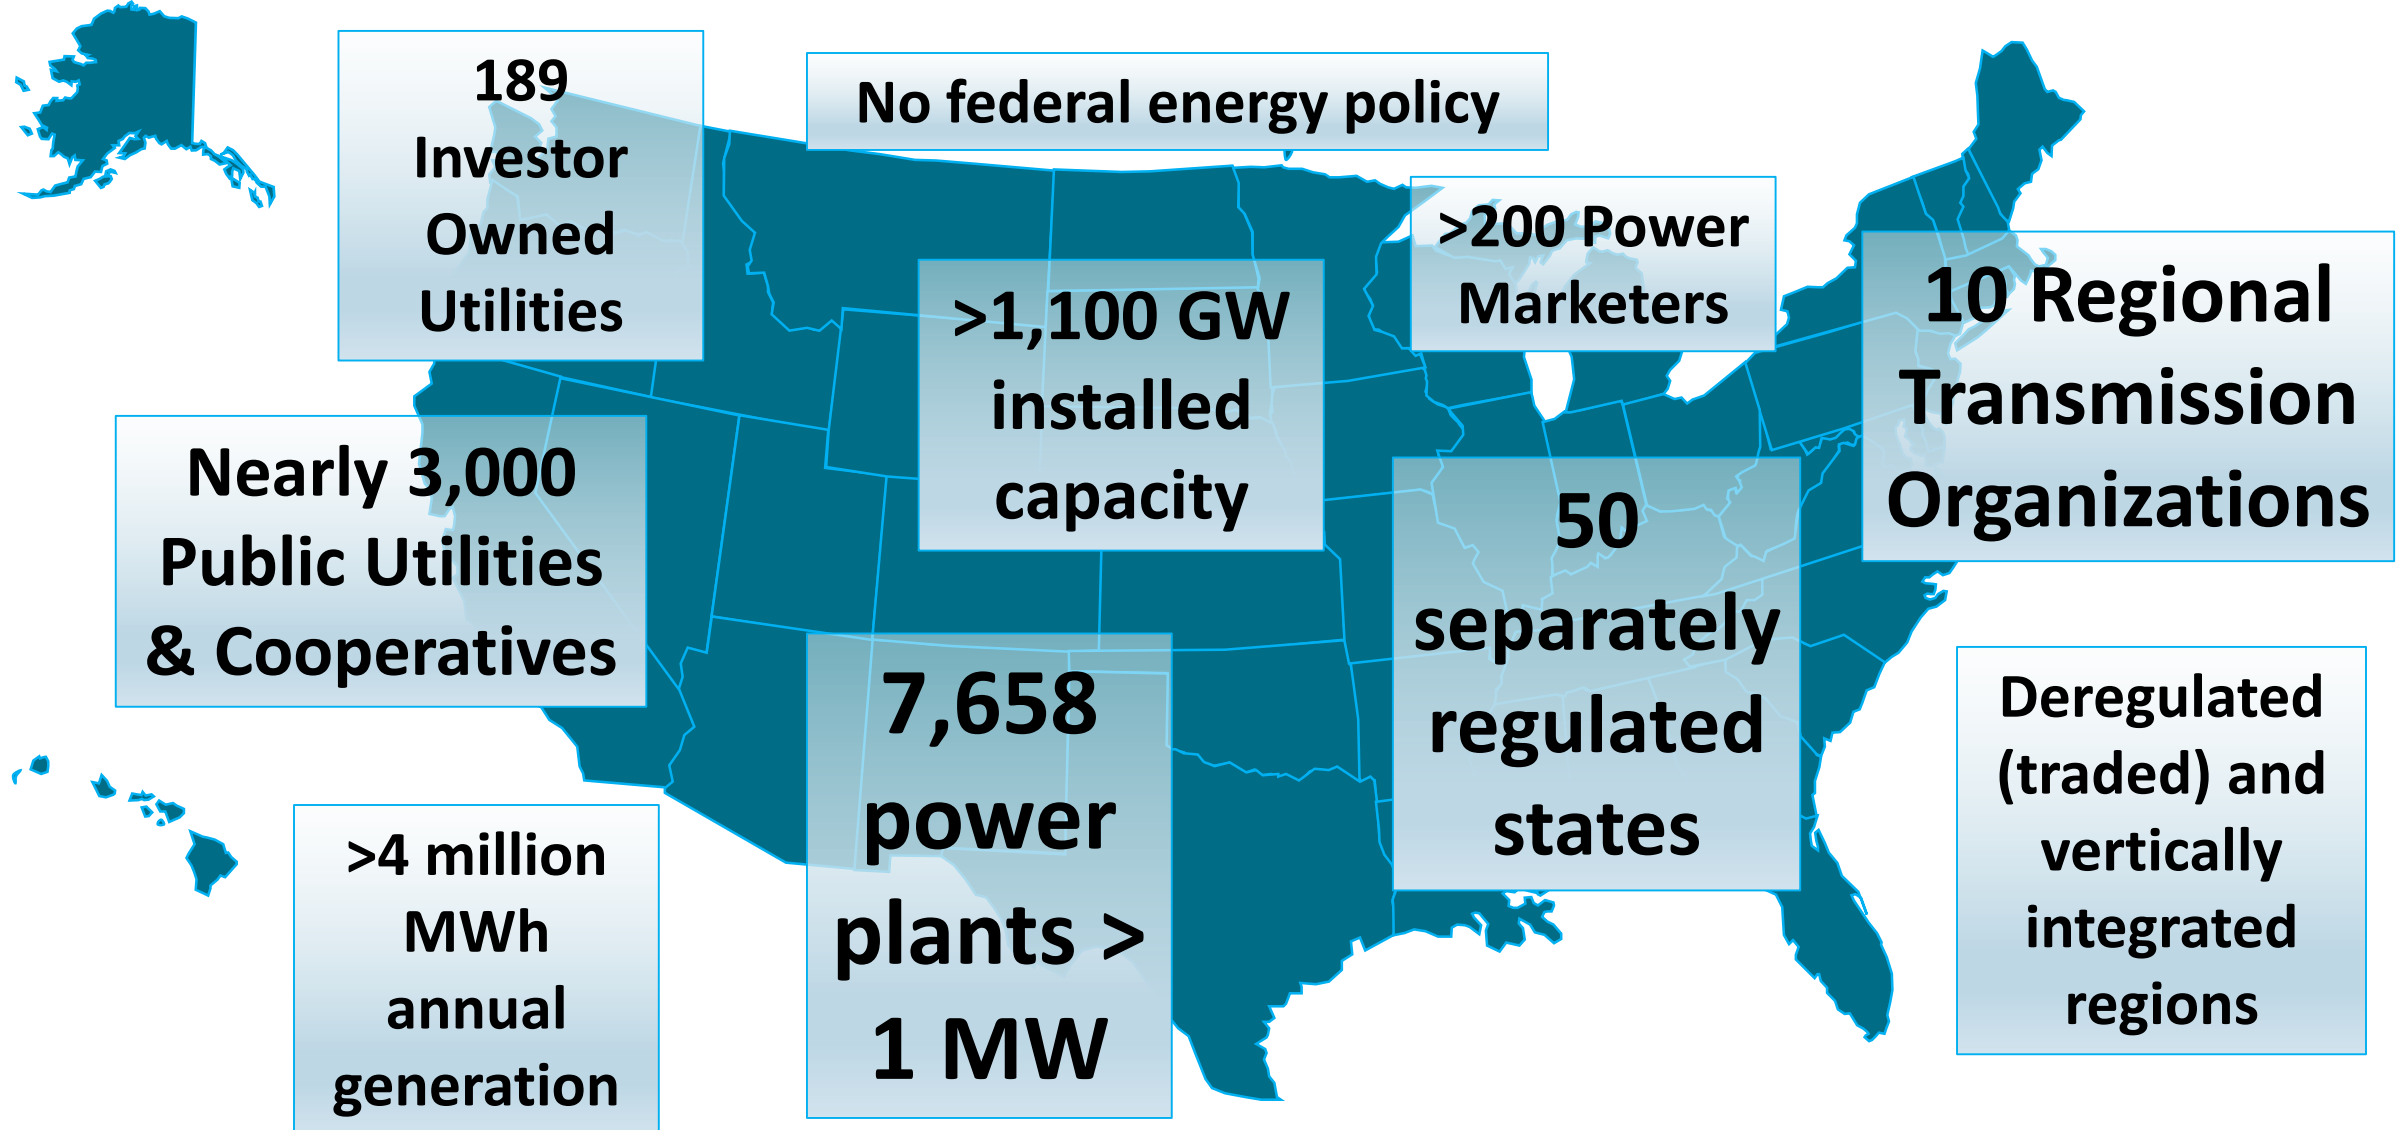 189
Investor
Owned
Utilities
No federal energy policy
>200 Power
Marketers
10 Regional
Transmission
Organizations
>1,100 GW
installed
capacity
Nearly 3,000
Public Utilities
& Cooperatives
50
separately
regulated
states
7,658
power
plants >
1 MW
Deregulated
(traded) and
vertically
integrated
regions
>4 million
MWh
annual
generation